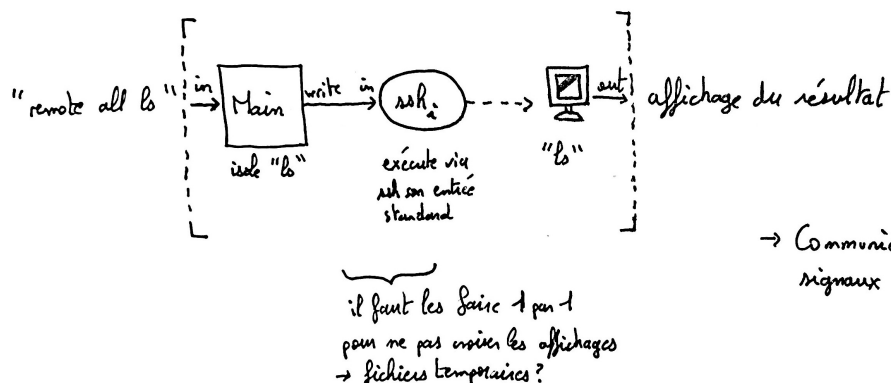 "remote all ls"
in
Main
write
in
ssh i
out
affichage du résultat
isole "ls"
exécute via
ssh son entrée
standard
"ls"
→ Communic
signaux
il faut les faire 1 par 1
pour ne pas croiser les affichages
→ fichiers temporaires?